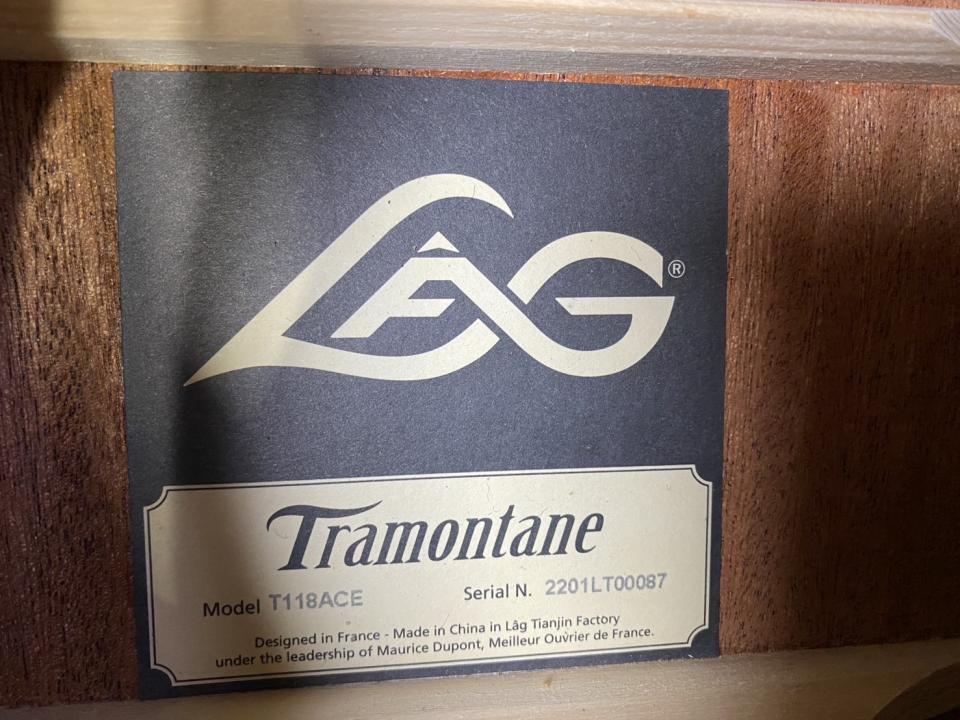 LÂG®
Tramontane
Model T118ACE Serial N. 2201LT00087
Designed in France - Made in China in Lâg Tianjin Factory
under the leadership of Maurice Dupont, Meilleur Ouvrier de France.